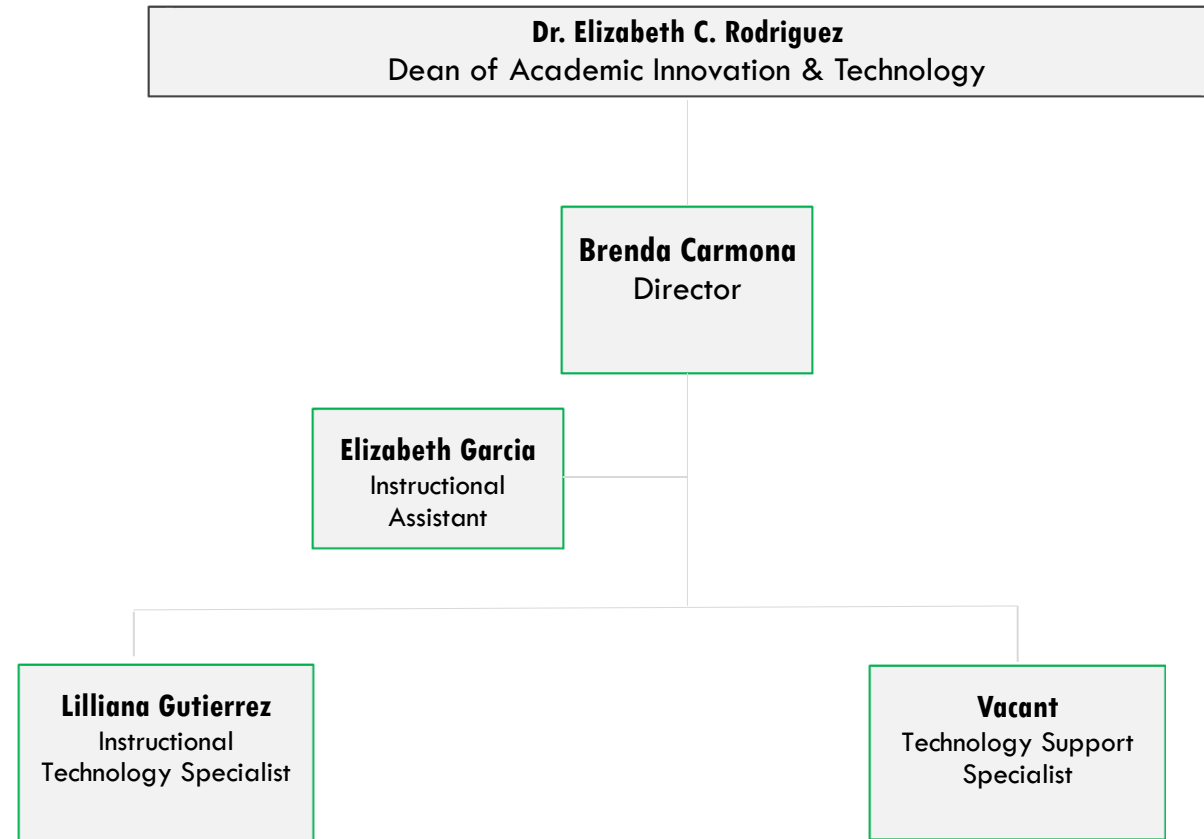 Dr. Elizabeth C. Rodriguez
Dean of Academic Innovation & Technology
Brenda Carmona
Director
Elizabeth Garcia
Instructional
Assistant
Lilliana Gutierrez
Instructional
Technology Specialist
Vacant
Technology Support
Specialist